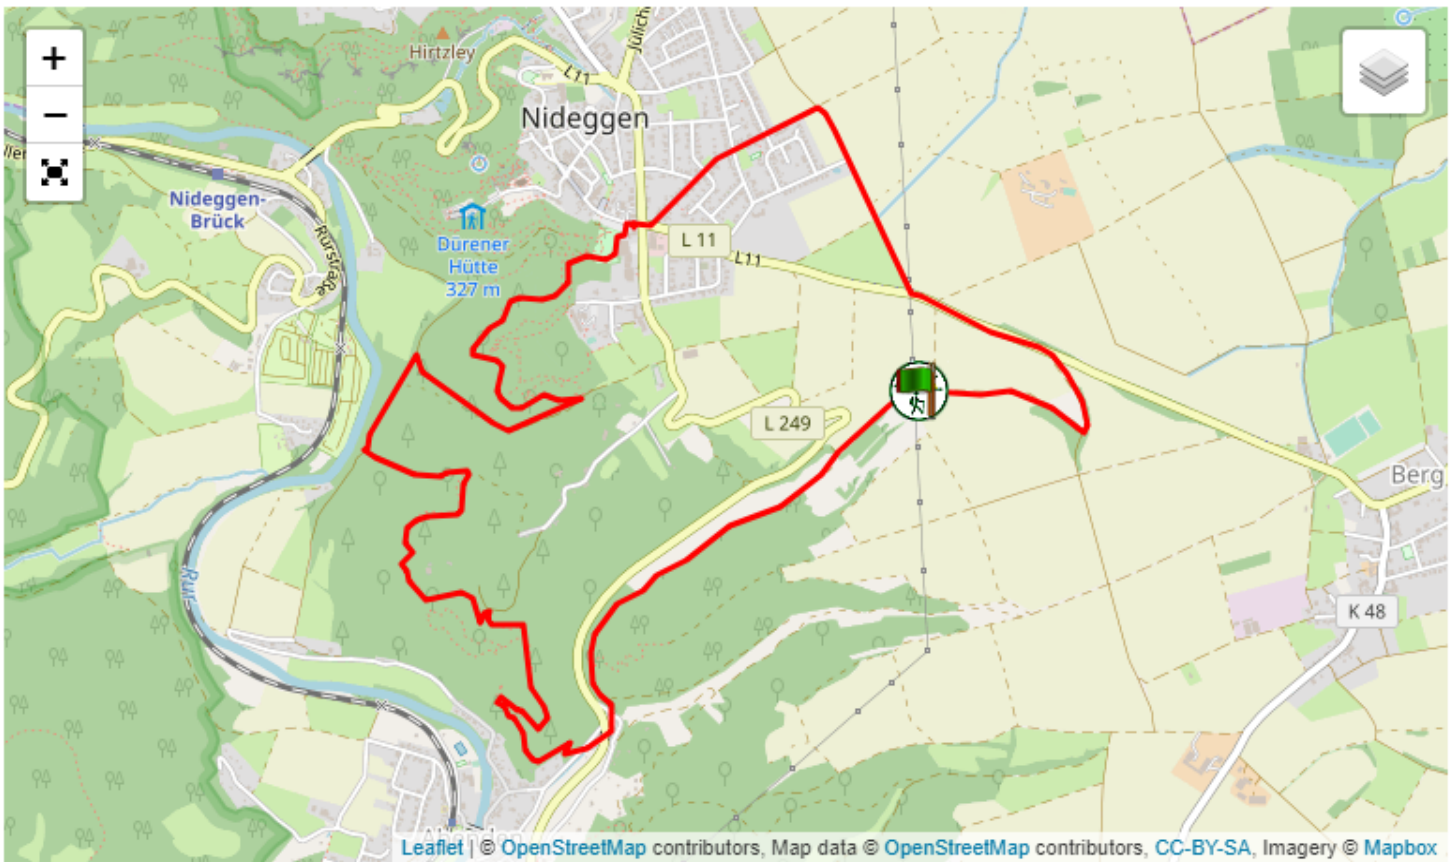 +
−
Hirtzley
L11
Jülich
Nideggen
Nideggen-
Brück
Rurstraße
Dürener
Hütte
327 m
L 11
L11
L 249
Berg
K 48
Rur
Leaflet | © OpenStreetMap contributors, Map data © OpenStreetMap contributors, CC-BY-SA, Imagery © Mapbox